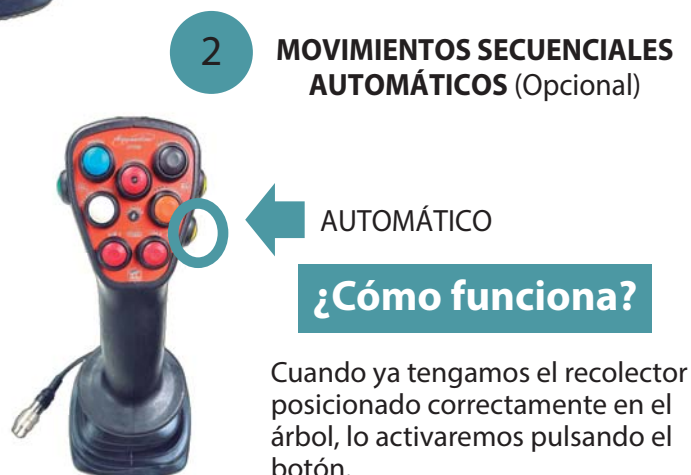 2
MOVIMIENTOS SECUENCIALES
AUTOMÁTICOS (Opcional)
AUTOMÁTICO
¿Cómo funciona?
Cuando ya tengamos el recolector
posicionado correctamente en el
árbol, lo activaremos pulsando el
botón.